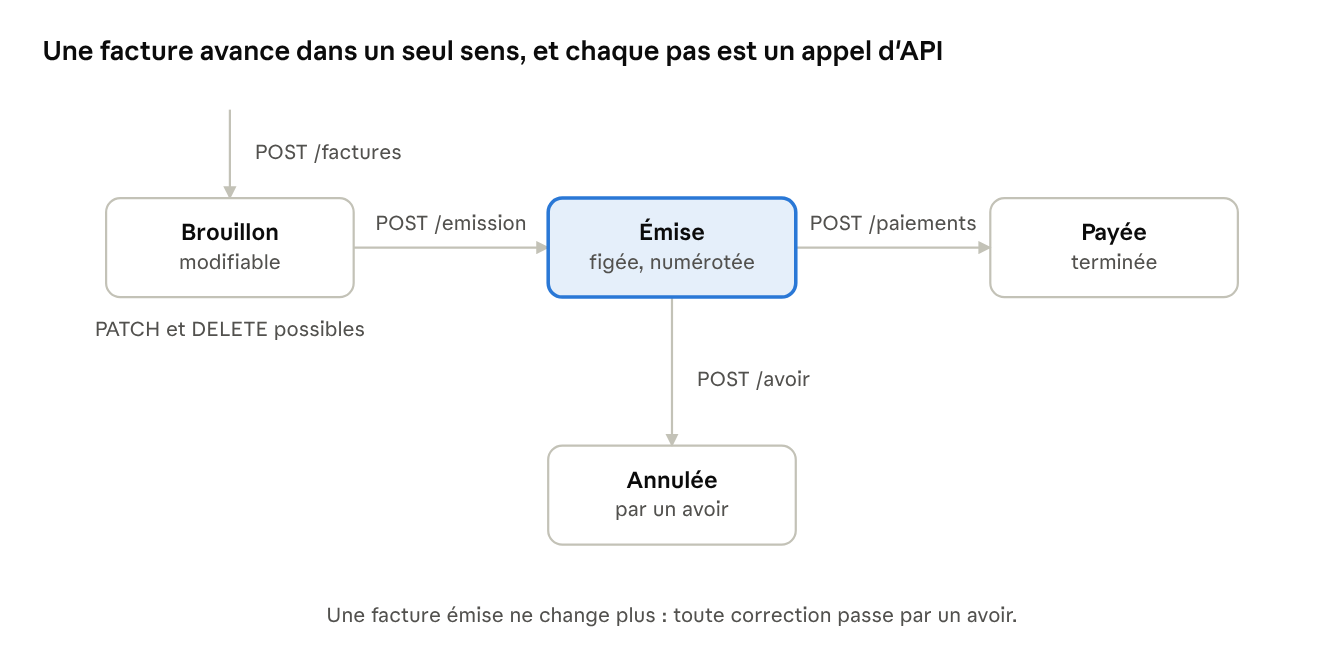 Une facture avance dans un seul sens, et chaque pas est un appel d’API
POST /factures
Brouillon
modifiable
PATCH et DELETE possibles
POST /emission
Émise
figée, numérotée
POST /paiements
Payée
terminée
POST /avoir
Annulée
par un avoir
Une facture émise ne change plus : toute correction passe par un avoir.